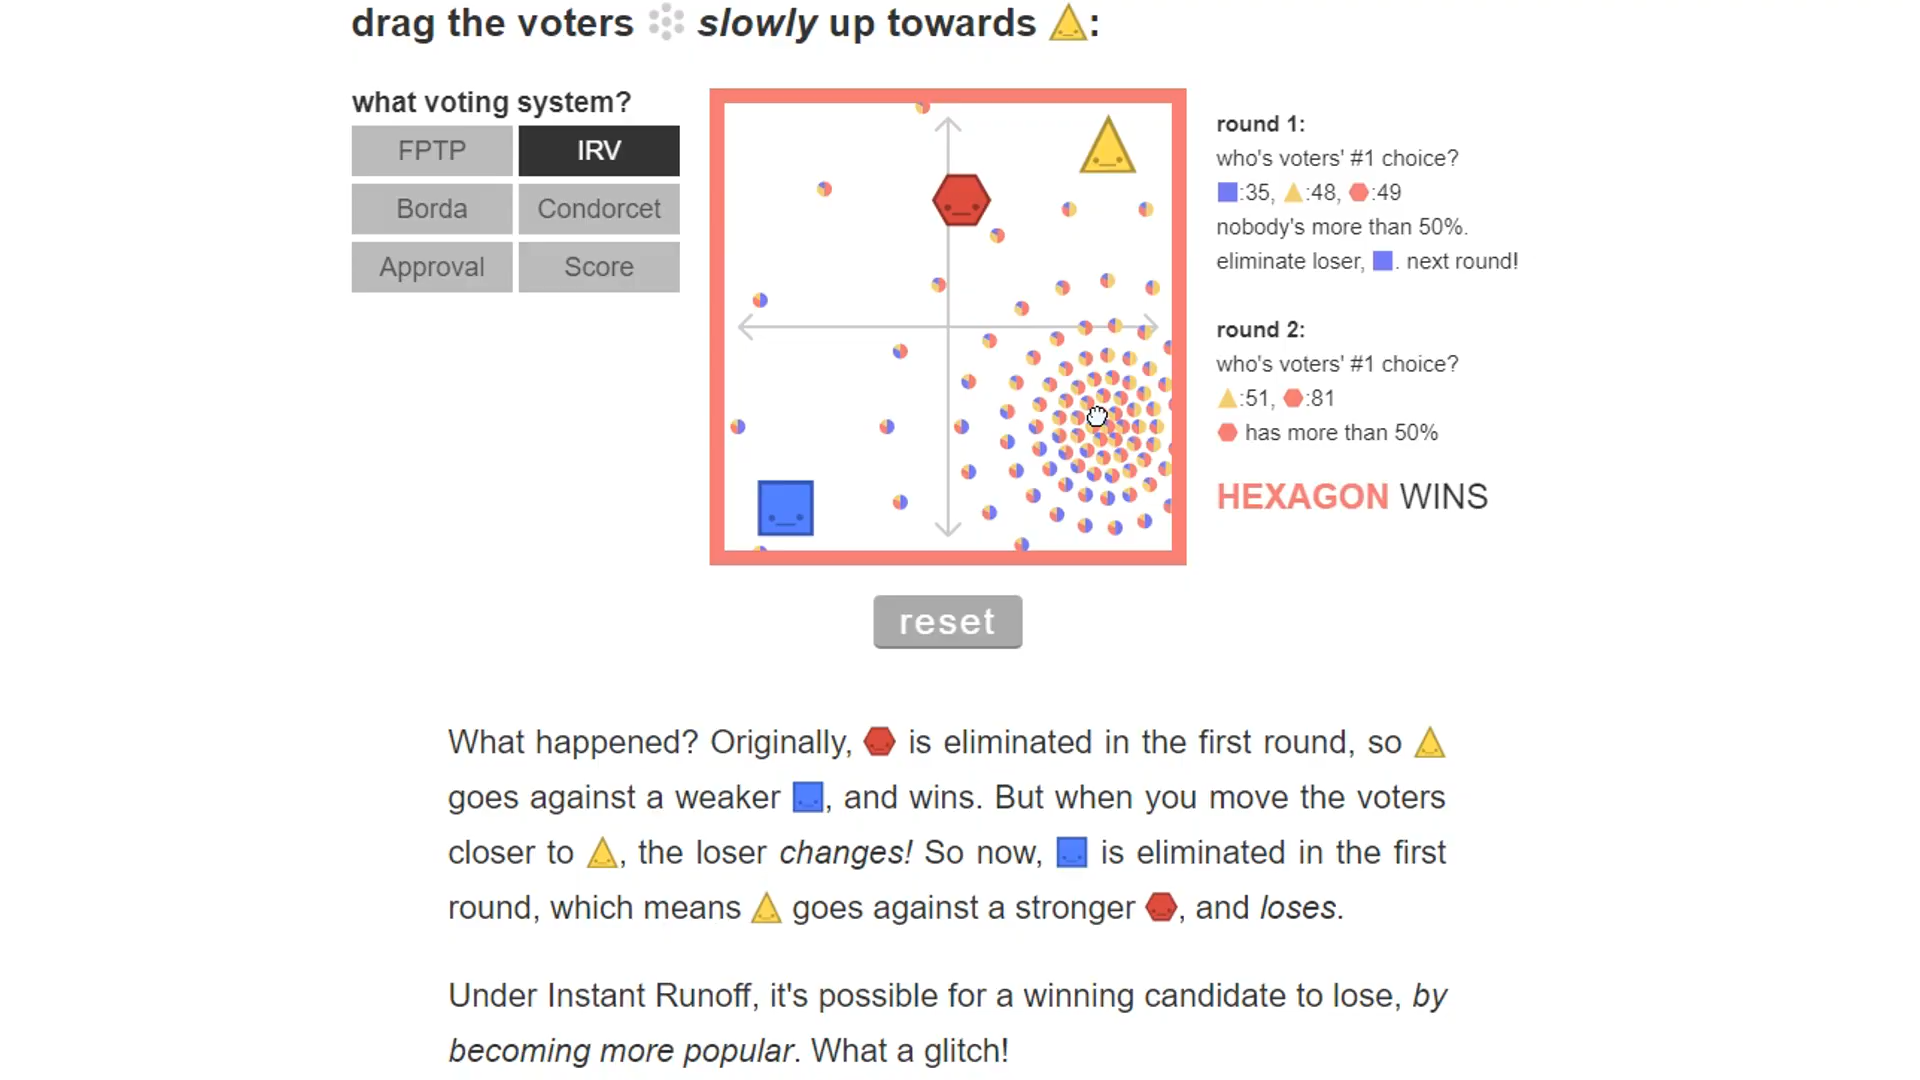 drag the voters slowly up towards :
what voting system?
FPTP IRV
Borda Condorcet
Approval Score
round 1:
who's voters' #1 choice?
:35, :48, :49
nobody's more than 50%.
eliminate loser, . next round!
round 2:
who's voters' #1 choice?
:51, :81
has more than 50%
HEXAGON WINS
reset
What happened? Originally, is eliminated in the first round, so
goes against a weaker , and wins. But when you move the voters
closer to , the loser changes! So now, is eliminated in the first
round, which means goes against a stronger , and loses.
Under Instant Runoff, it's possible for a winning candidate to lose, by
becoming more popular. What a glitch!